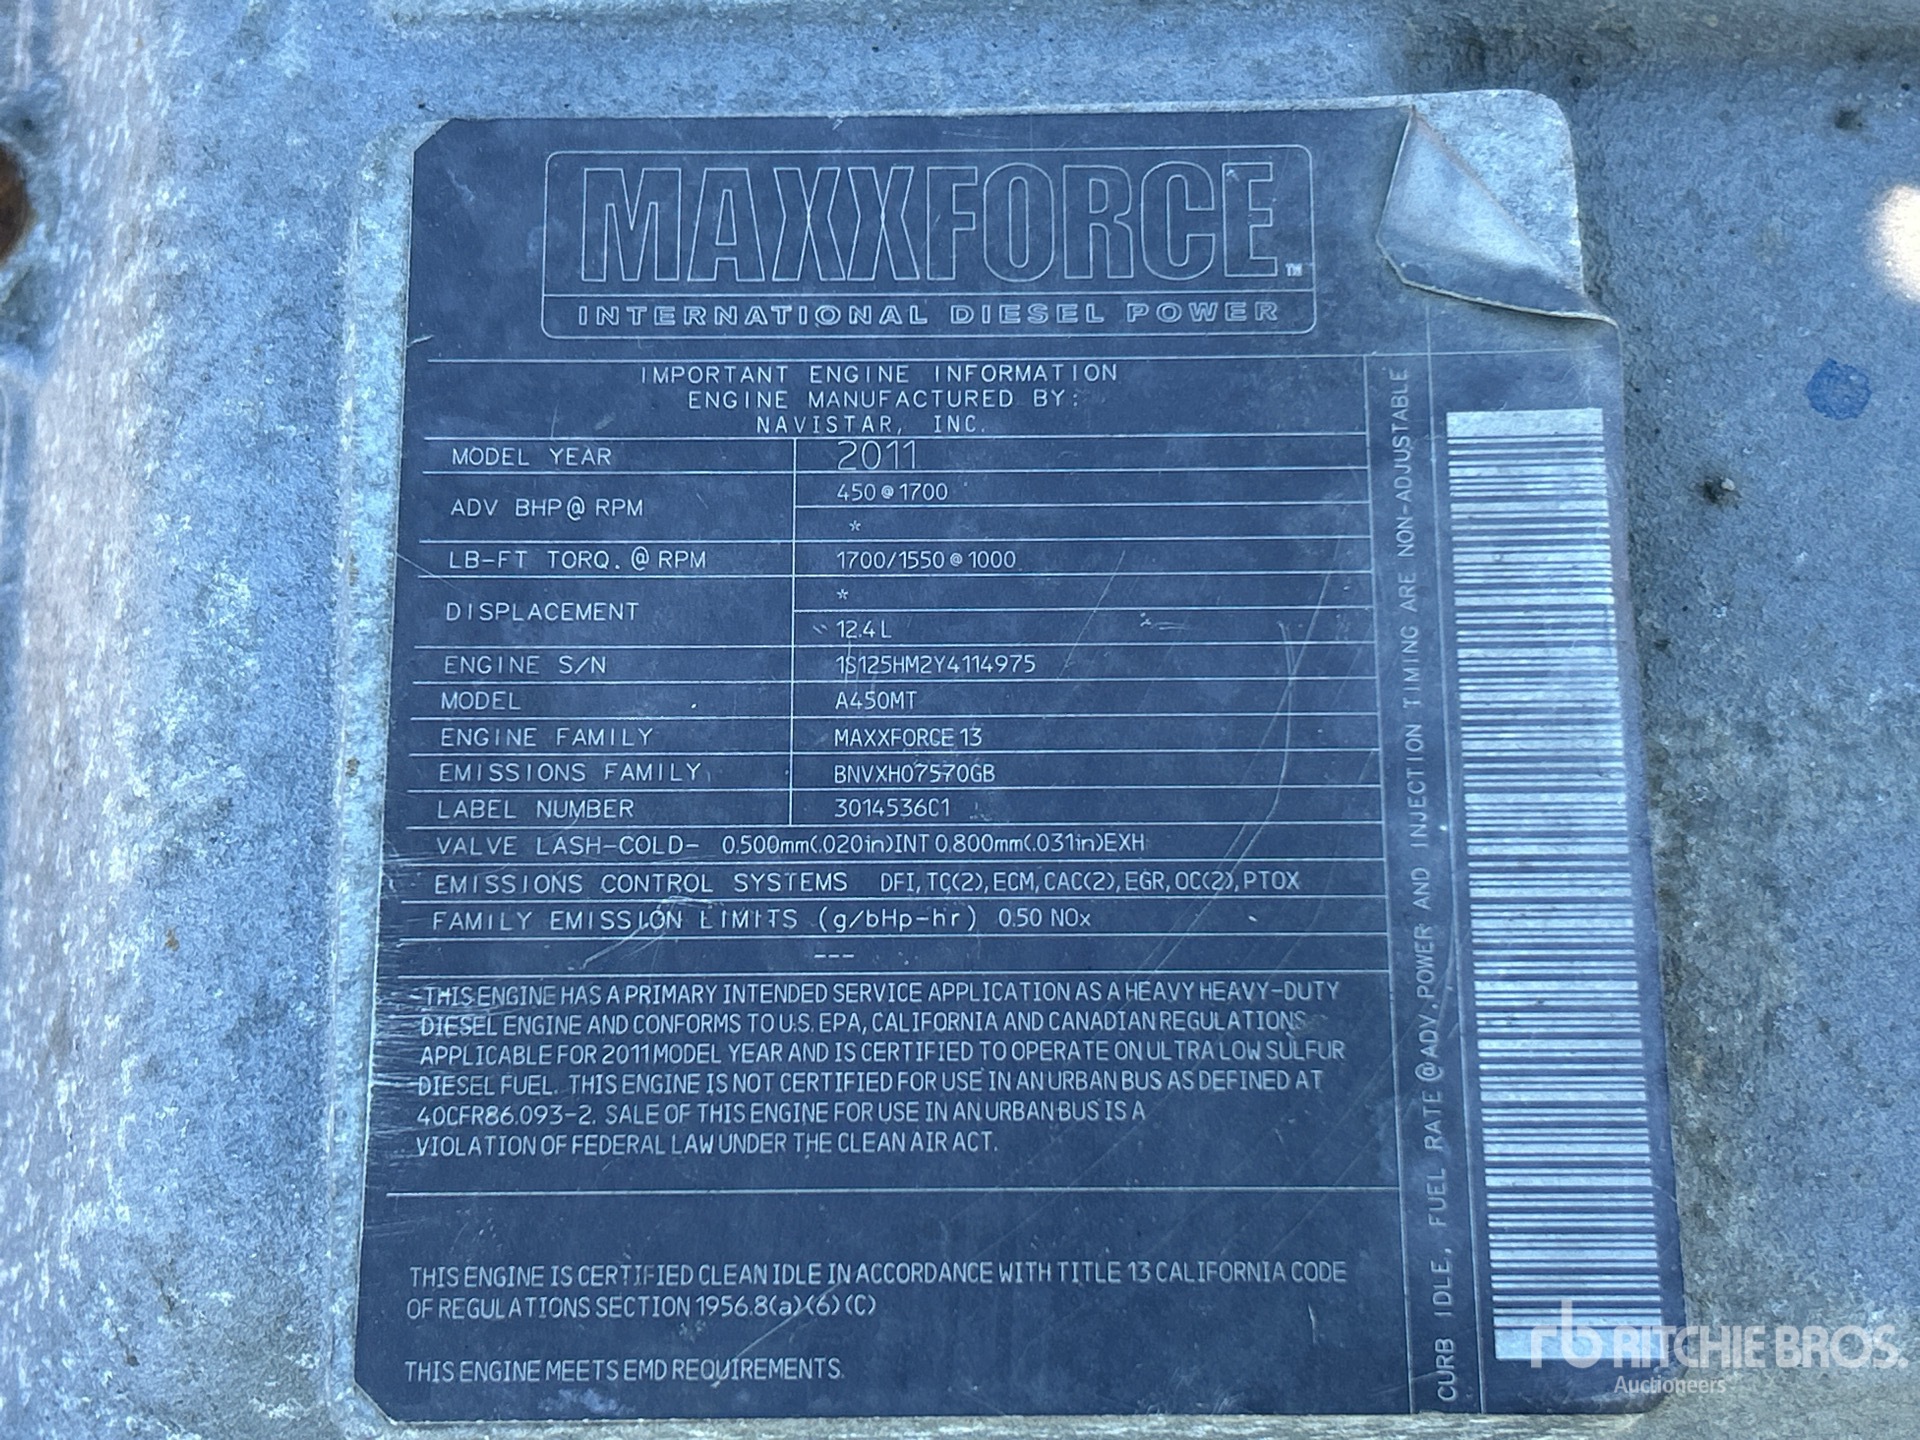 MAXXFORCE™
INTERNATIONAL DIESEL POWER
IMPORTANT ENGINE INFORMATION
ENGINE MANUFACTURED BY:
NAVISTAR, INC.
MODEL YEAR 2011
ADV BHP@RPM 450@1700
*
LB-FT TORQ.@RPM 1700/1550@1000
*
DISPLACEMENT 12.4L
ENGINE S/N 1S125HM2Y4114975
MODEL A450MT
ENGINE FAMILY MAXXFORCE 13
EMISSIONS FAMILY BNVXH0757OGB
LABEL NUMBER 3014536C1
VALVE LASH-COLD- 0.500mm(.020in)INT 0.800mm(.031in)EXH
EMISSIONS CONTROL SYSTEMS DFI,TC(2),ECM,CAC(2),EGR,OC(2),PTOX
FAMILY EMISSION LIMITS (g/bHp-hr) 0.50 NOx
---
THIS ENGINE HAS A PRIMARY INTENDED SERVICE APPLICATION AS A HEAVY HEAVY-DUTY
DIESEL ENGINE AND CONFORMS TO U.S. EPA, CALIFORNIA AND CANADIAN REGULATIONS
APPLICABLE FOR 2011 MODEL YEAR AND IS CERTIFIED TO OPERATE ON ULTRA LOW SULFUR
DIESEL FUEL. THIS ENGINE IS NOT CERTIFIED FOR USE IN AN URBAN BUS AS DEFINED AT
40CFR86.093-2. SALE OF THIS ENGINE FOR USE IN AN URBAN BUS IS A
VIOLATION OF FEDERAL LAW UNDER THE CLEAN AIR ACT.
THIS ENGINE IS CERTIFIED CLEAN IDLE IN ACCORDANCE WITH TITLE 13 CALIFORNIA CODE
OF REGULATIONS SECTION 1956.8(a)(6)(C)
THIS ENGINE MEETS EMD REQUIREMENTS.
CURB IDLE, FUEL RATE @ADV.POWER AND INJECTION TIMING ARE NON-ADJUSTABLE
rb RITCHIE BROS.
Auctioneers